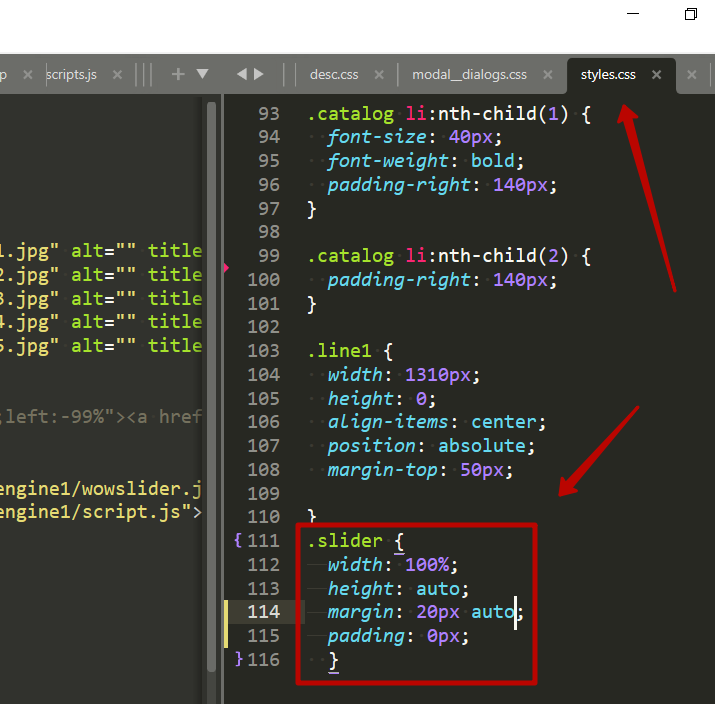 p × scripts.js × + ▼ ◀ ▶ desc.css × modal__dialogs.css × styles.css × ×
1.jpg" alt="" title
2.jpg" alt="" title
3.jpg" alt="" title
4.jpg" alt="" title
5.jpg" alt="" title
;left:-99%"><a href
engine1/wowslider.j
engine1/script.js">
93 .catalog li:nth-child(1) {
94 font-size: 40px;
95 font-weight: bold;
96 padding-right: 140px;
97 }
98
99 .catalog li:nth-child(2) {
100 padding-right: 140px;
101 }
102
103 .line1 {
104 width: 1310px;
105 height: 0;
106 align-items: center;
107 position: absolute;
108 margin-top: 50px;
109
110 }
{ 111 .slider {
112 width: 100%;
113 height: auto;
114 margin: 20px auto;
115 padding: 0px;
} 116 }